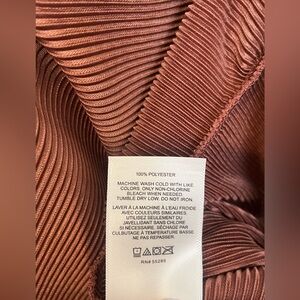 100% POLYESTER
MACHINE WASH COLD WITH LIKE
COLORS. ONLY NON-CHLORINE
BLEACH WHEN NEEDED.
TUMBLE DRY LOW. DO NOT IRON.
LAVER À LA MACHINE À L'EAU FROIDE
AVEC COULEURS SIMILAIRES.
UTILISEZ SEULEMENT DU
JAVELLISANT SANS CHLORE
SI NÉCESSAIRE. SÉCHAGE PAR
CULBUTAGE À TEMPERATURE BASSE.
NE PAS REPASSER.
RN# 55285